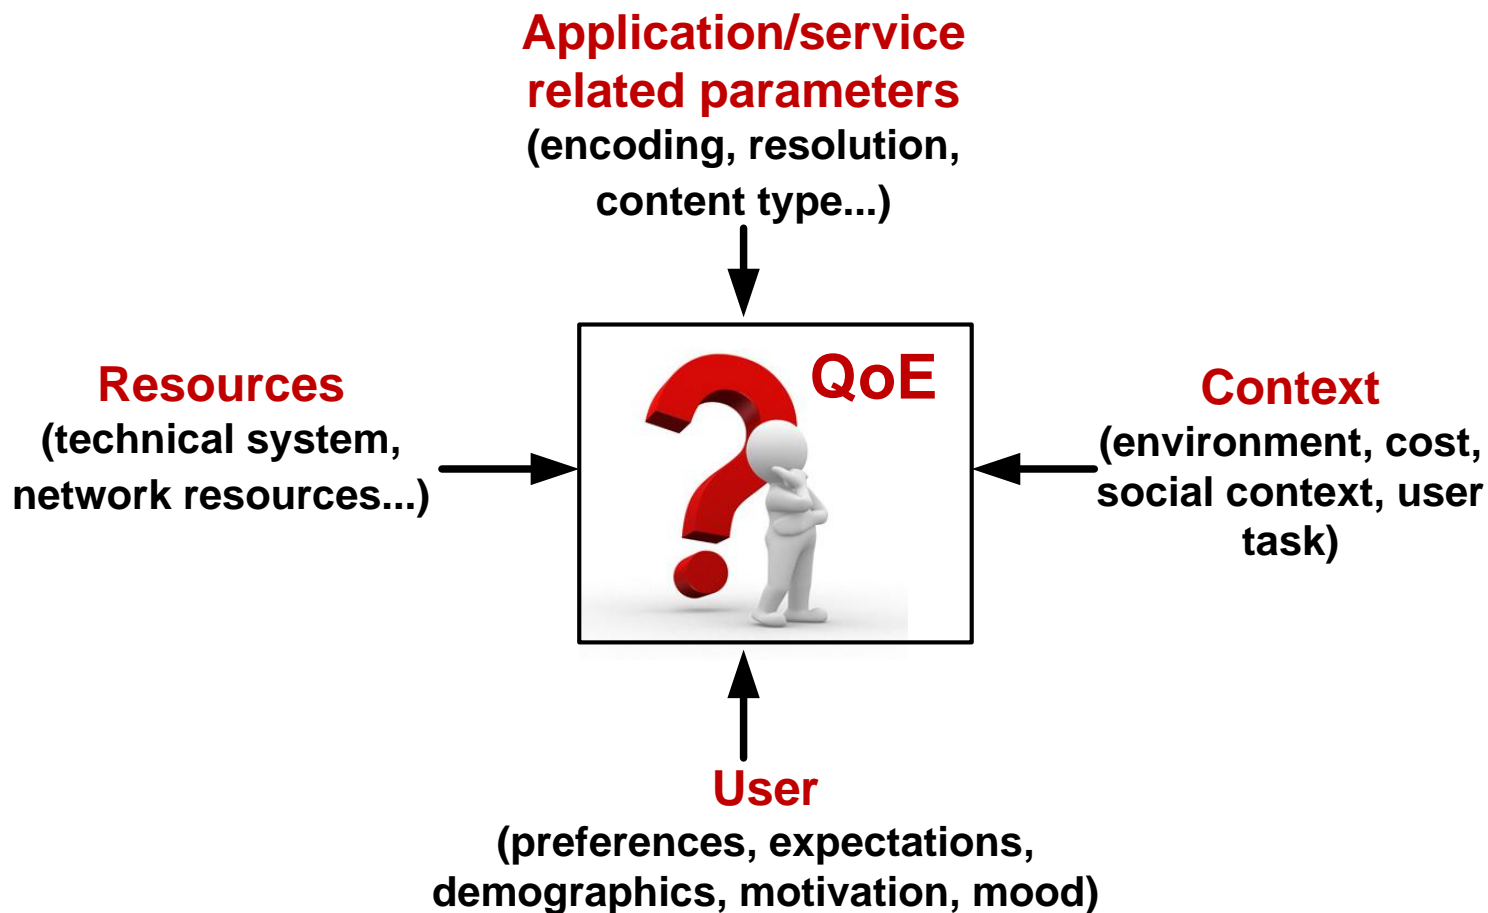 Application/service
related parameters
(encoding, resolution,
content type...)
QoE
Resources
(technical system,
network resources...)
Context
(environment, cost,
social context, user
task)
User
(preferences, expectations,
demographics, motivation, mood)